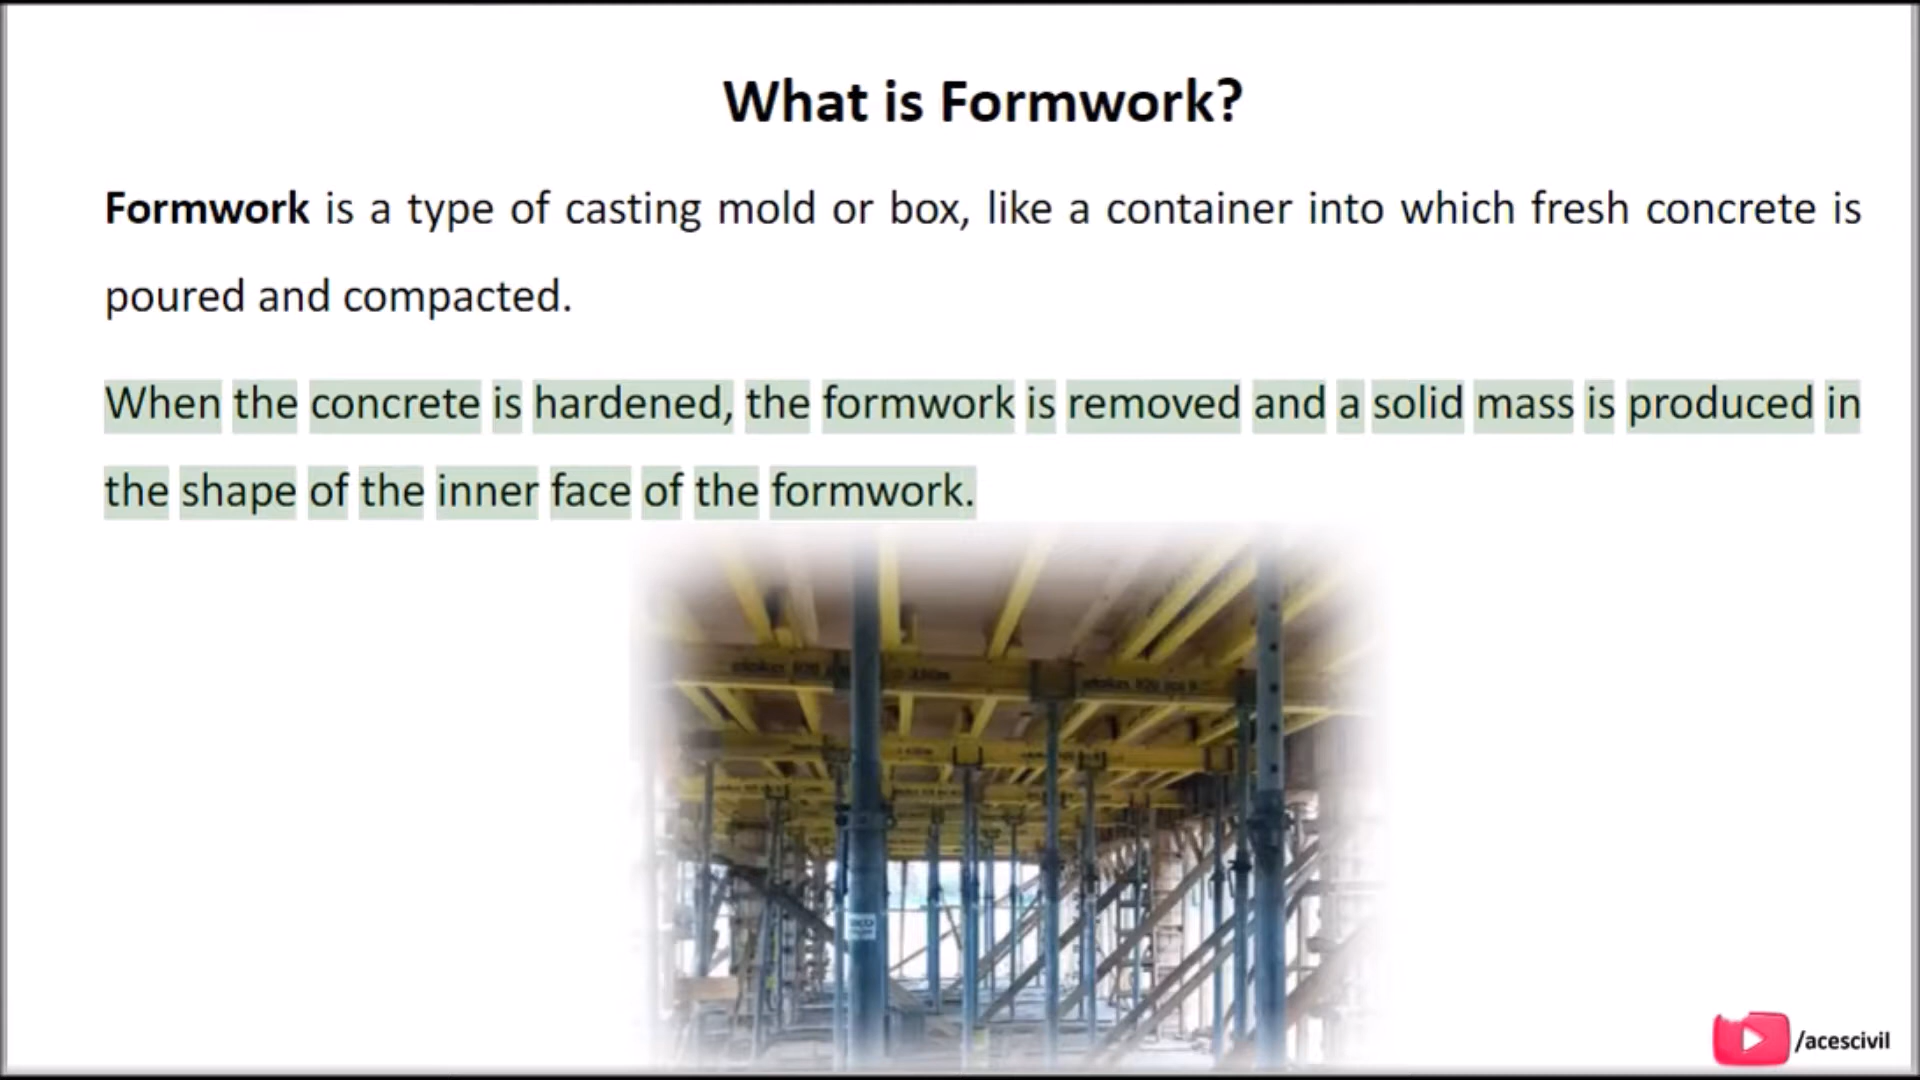 What is Formwork?
Formwork is a type of casting mold or box, like a container into which fresh concrete is
poured and compacted.
When the concrete is hardened, the formwork is removed and a solid mass is produced in
the shape of the inner face of the formwork.
/acescivil